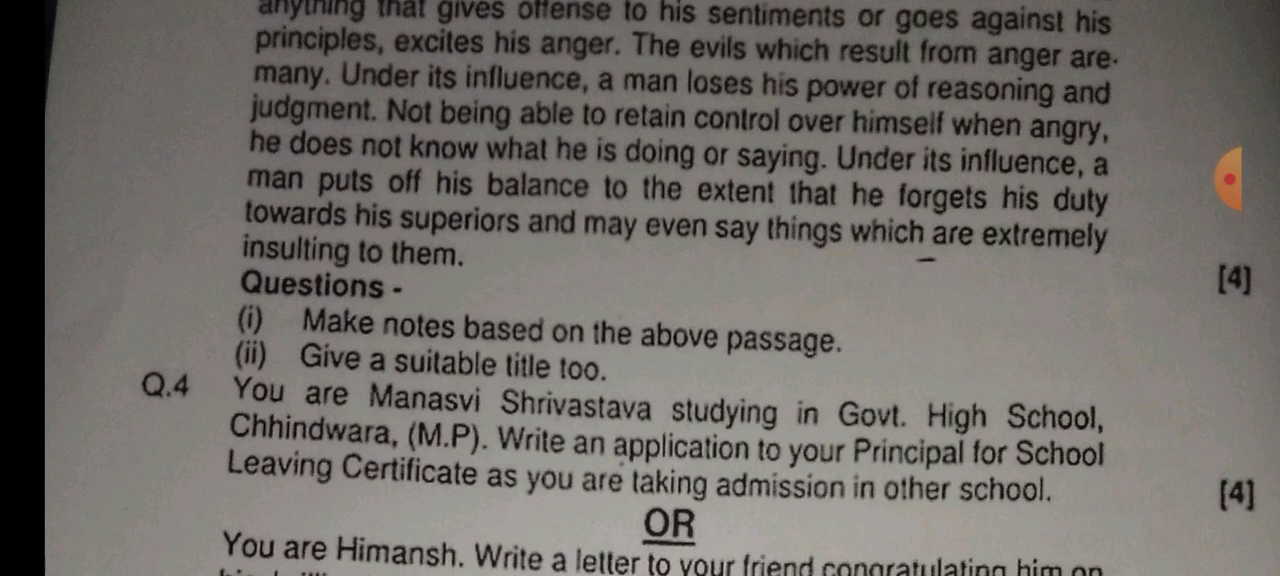 anything that gives offense to his sentiments or goes against his
principles, excites his anger. The evils which result from anger are
many. Under its influence, a man loses his power of reasoning and
judgment. Not being able to retain control over himself when angry,
he does not know what he is doing or saying. Under its influence, a
man puts off his balance to the extent that he forgets his duty
towards his superiors and may even say things which are extremely
insulting to them.
[4]
Questions -
(i) Make notes based on the above passage.
(ii) Give a suitable title too.
Q.4 You are Manasvi Shrivastava studying in Govt. High School,
Chhindwara, (M.P). Write an application to your Principal for School
Leaving Certificate as you are taking admission in other school. [4]
OR
You are Himansh. Write a letter to your friend congratulating him on